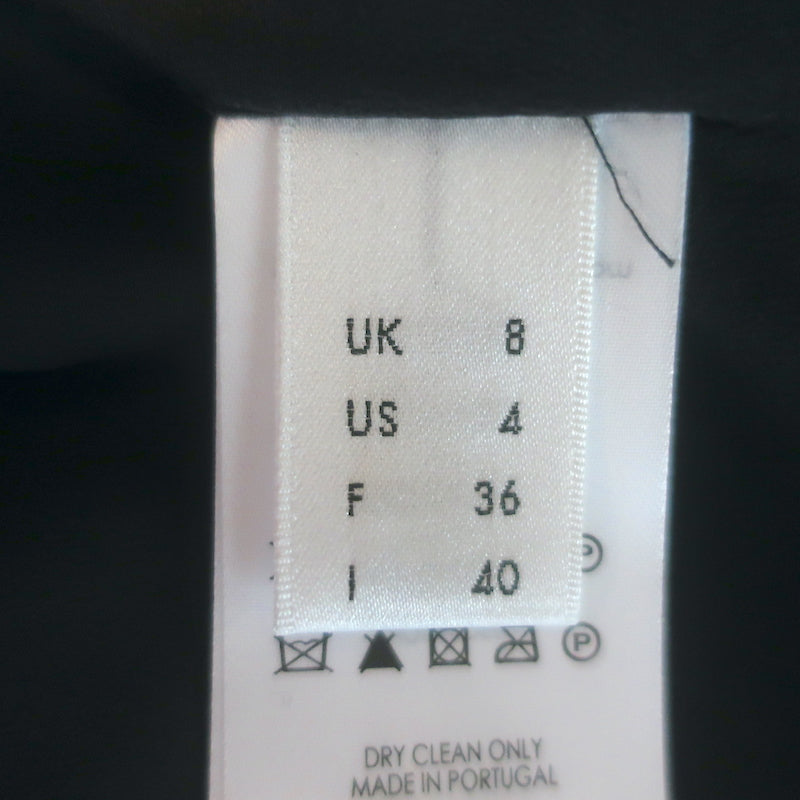 UK 8
US 4
F 36
I 40
P
P
DRY CLEAN ONLY
MADE IN PORTUGAL